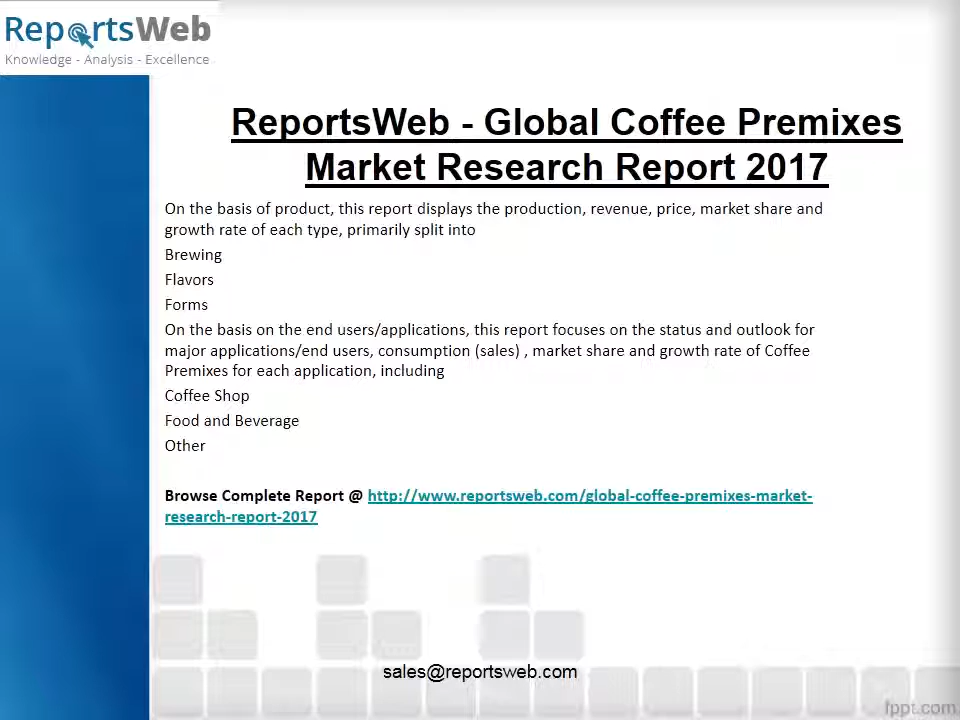 ReportsWeb
Knowledge - Analysis - Excellence
ReportsWeb - Global Coffee Premixes
Market Research Report 2017
On the basis of product, this report displays the production, revenue, price, market share and
growth rate of each type, primarily split into
Brewing
Flavors
Forms
On the basis on the end users/applications, this report focuses on the status and outlook for
major applications/end users, consumption (sales) , market share and growth rate of Coffee
Premixes for each application, including
Coffee Shop
Food and Beverage
Other
Browse Complete Report @ http://www.reportsweb.com/global-coffee-premixes-market-
research-report-2017
sales@reportsweb.com
fppt.com